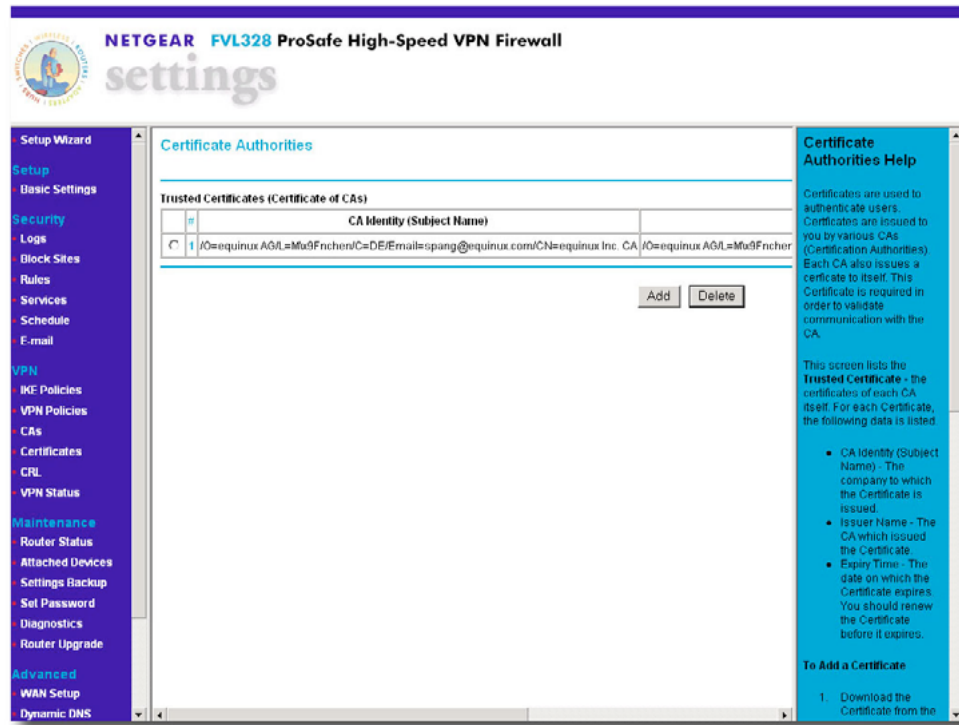 NETGEAR FVL328 ProSafe High-Speed VPN Firewall
settings
SWITCHES | WIRELESS | ROUTERS | ADAPTERS | HUBS
Setup Wizard
Setup
Basic Settings
Security
Logs
Block Sites
Rules
Services
Schedule
E-mail
VPN
IKE Policies
VPN Policies
CAs
Certificates
CRL
VPN Status
Maintenance
Router Status
Attached Devices
Settings Backup
Set Password
Diagnostics
Router Upgrade
Advanced
WAN Setup
Dynamic DNS
Certificate Authorities
Trusted Certificates (Certificate of CAs)
# CA Identity (Subject Name)
1 /O=equinux AG/L=M\x9Fnchen/C=DE/Email=spang@equinux.com/CN=equinux Inc. CA /O=equinux AG/L=M\x9Fnchen
Add Delete
Certificate
Authorities Help
Certificates are used to
authenticate users.
Certificates are issued to
you by various CAs
(Certification Authorities).
Each CA also issues a
cerficate to itself. This
Certificate is required in
order to validate
communication with the
CA.
This screen lists the
Trusted Certificate - the
certificates of each CA
itself. For each Certificate,
the following data is listed.
CA Identity (Subject
Name) - The
company to which
the Certificate is
issued.
Issuer Name - The
CA which issued
the Certificate.
Expiry Time - The
date on which the
Certificate expires.
You should renew
the Certificate
before it expires.
To Add a Certificate
1. Download the
Certificate from the